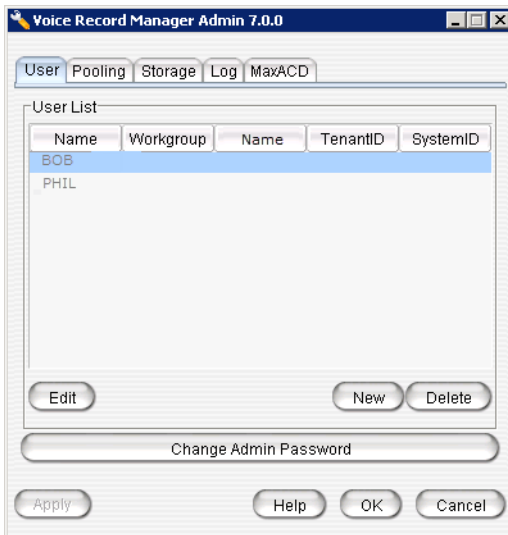 Voice Record Manager Admin 7.0.0
User Pooling Storage Log MaxACD
User List
Name Workgroup Name TenantID SystemID
BOB
PHIL
Edit New Delete
Change Admin Password
Apply Help OK Cancel